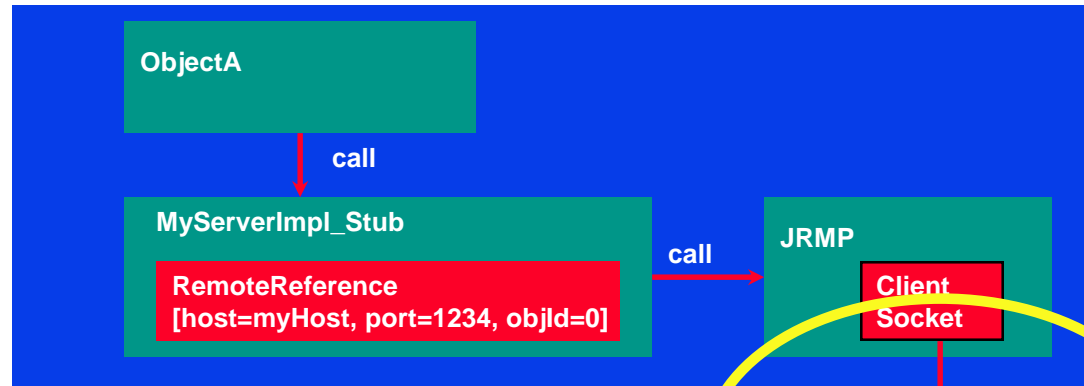 ObjectA
call
MyServerImpl_Stub
RemoteReference
[host=myHost, port=1234, objId=0]
call
JRMP
Client
Socket